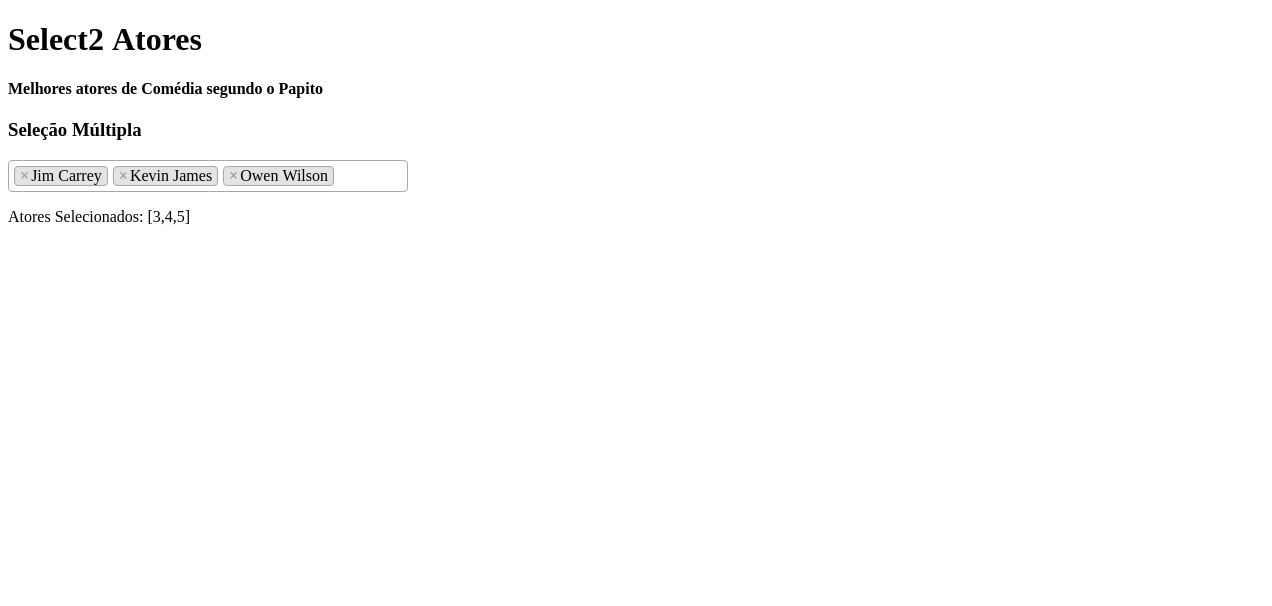 Select2 Atores
Melhores atores de Comédia segundo o Papito
Seleção Múltipla
×Jim Carrey ×Kevin James ×Owen Wilson
Atores Selecionados: [3,4,5]